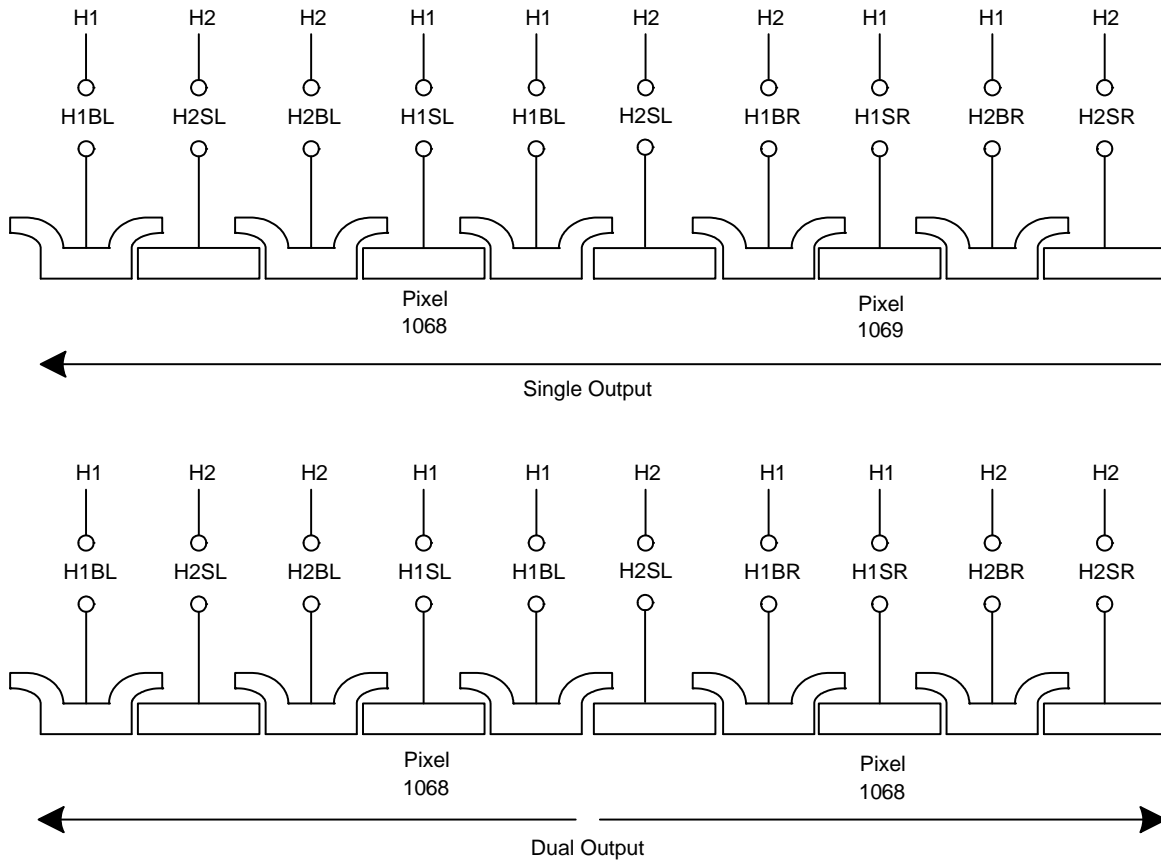 H1 H2 H2 H1 H1 H2 H2 H1 H1 H2
H1BL H2SL H2BL H1SL H1BL H2SL H1BR H1SR H2BR H2SR
Pixel Pixel
1068 1069
Single Output
H1 H2 H2 H1 H1 H2 H1 H1 H2 H2
H1BL H2SL H2BL H1SL H1BL H2SL H1BR H1SR H2BR H2SR
Pixel Pixel
1068 1068
Dual Output